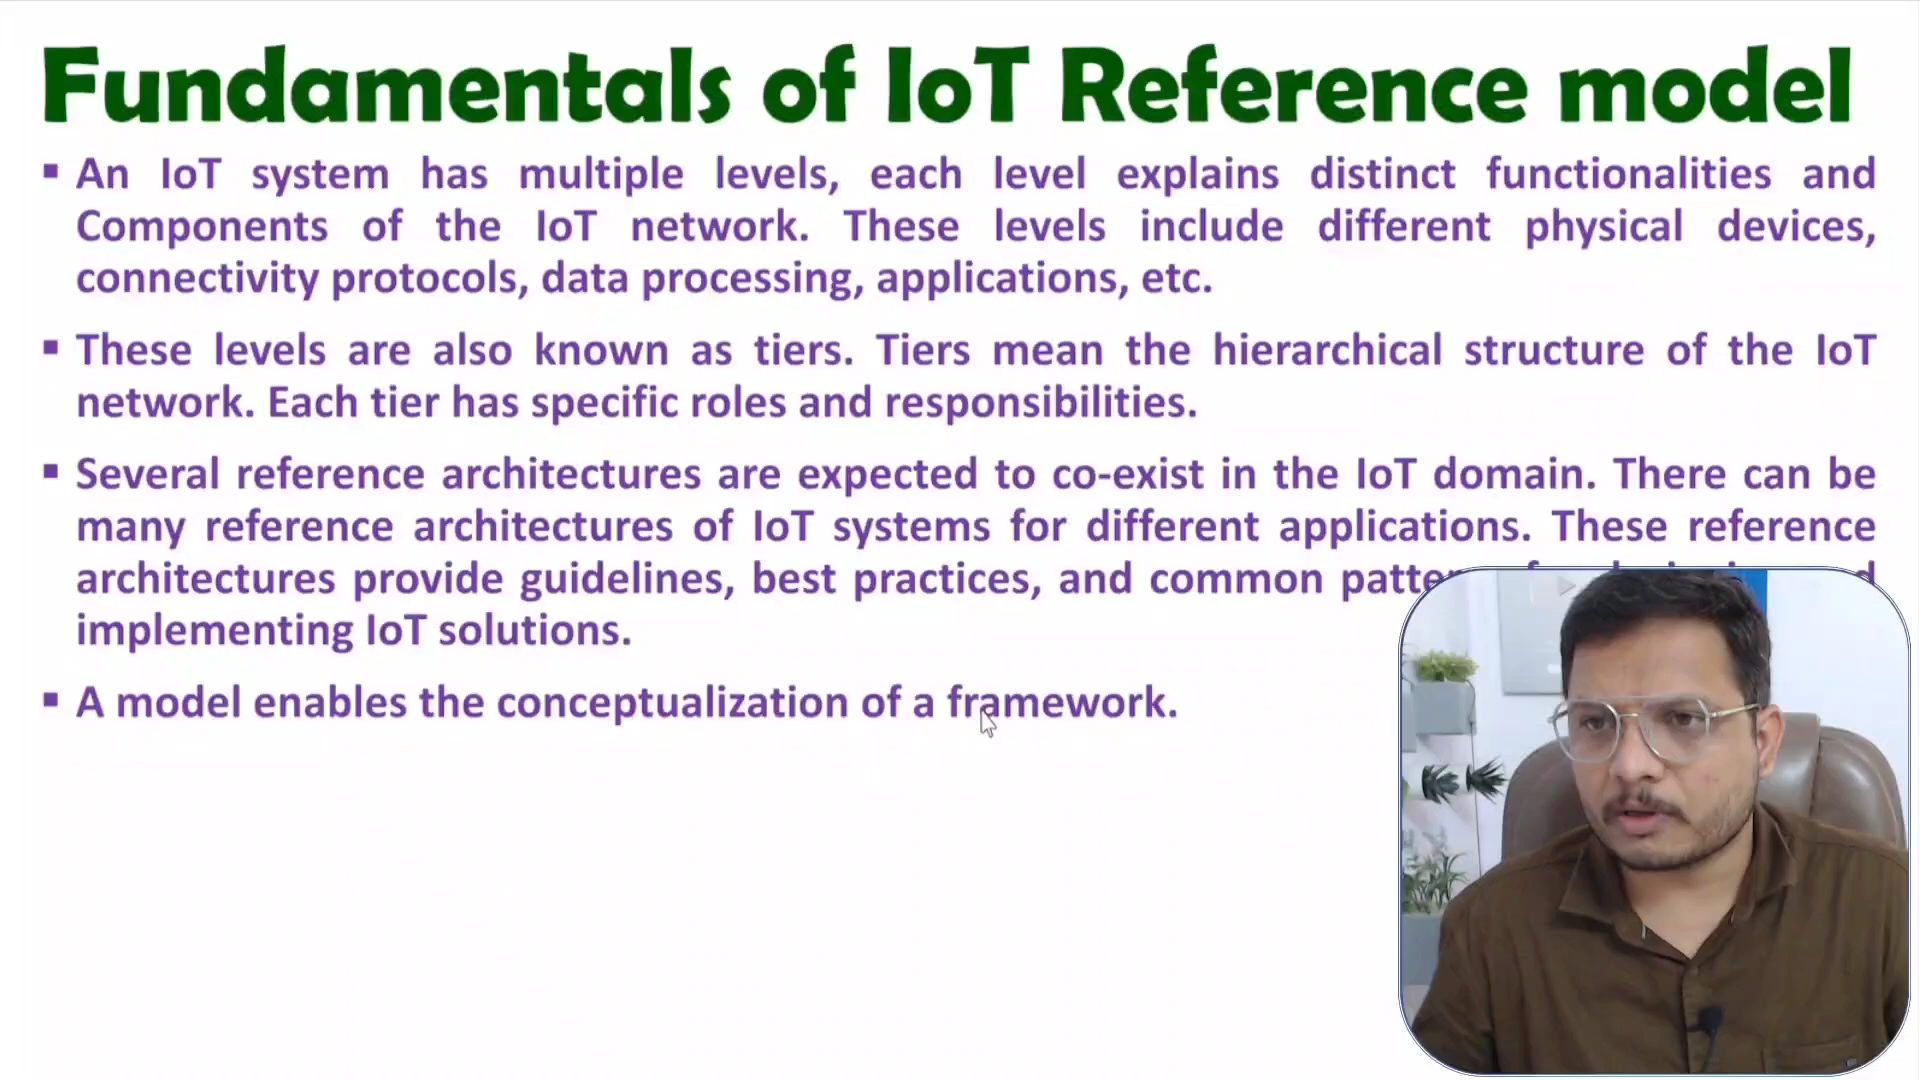 Fundamentals of IoT Reference model
▪ An IoT system has multiple levels, each level explains distinct functionalities and
Components of the IoT network. These levels include different physical devices,
connectivity protocols, data processing, applications, etc.
▪ These levels are also known as tiers. Tiers mean the hierarchical structure of the IoT
network. Each tier has specific roles and responsibilities.
▪ Several reference architectures are expected to co-exist in the IoT domain. There can be
many reference architectures of IoT systems for different applications. These reference
architectures provide guidelines, best practices, and common
implementing IoT solutions.
▪ A model enables the conceptualization of a framework.